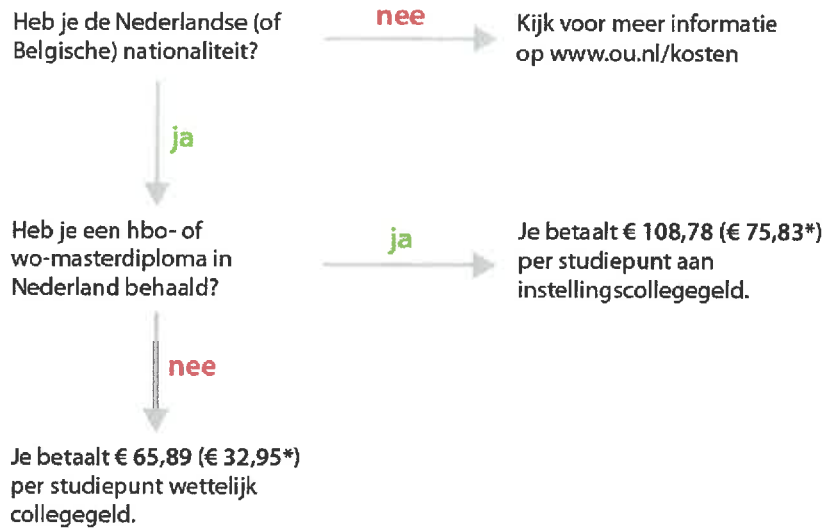 Heb je de Nederlandse (of
Belgische) nationaliteit?
nee
Kijk voor meer informatie
op www.ou.nl/kosten
ja
Heb je een hbo- of
wo-masterdiploma in
Nederland behaald?
ja
Je betaalt € 108,78 (€ 75,83*)
per studiepunt aan
instellingscollegegeld.
nee
Je betaalt € 65,89 (€ 32,95*)
per studiepunt wettelijk
collegegeld.